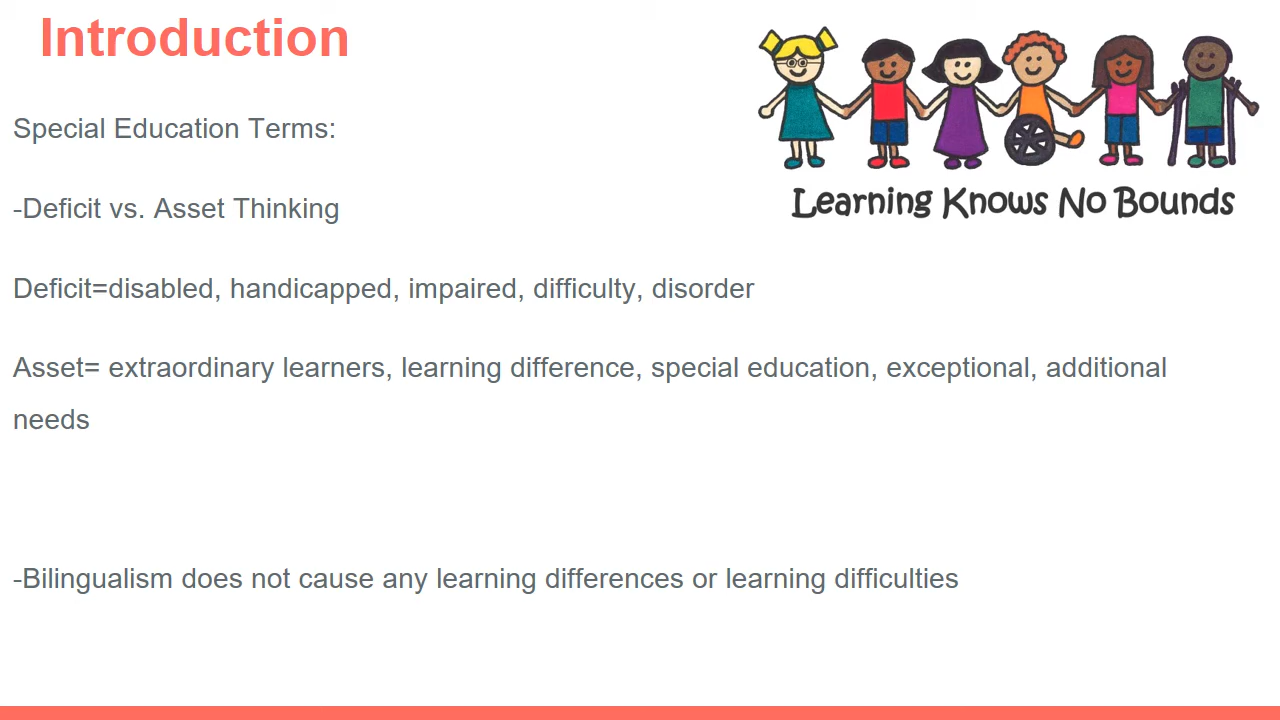 Introduction
Learning Knows No Bounds
Special Education Terms:
-Deficit vs. Asset Thinking
Deficit=disabled, handicapped, impaired, difficulty, disorder
Asset= extraordinary learners, learning difference, special education, exceptional, additional
needs
-Bilingualism does not cause any learning differences or learning difficulties